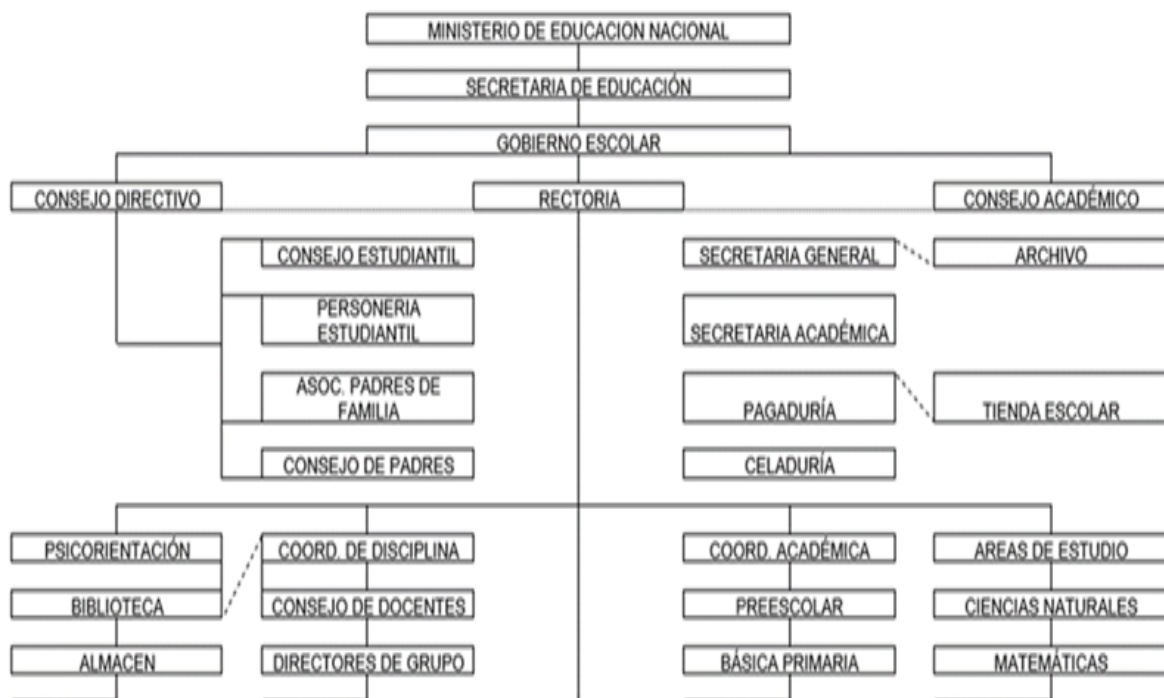 MINISTERIO DE EDUCACION NACIONAL
SECRETARIA DE EDUCACIÓN
GOBIERNO ESCOLAR
CONSEJO DIRECTIVO
RECTORIA
CONSEJO ACADÉMICO
CONSEJO ESTUDIANTIL
SECRETARIA GENERAL
ARCHIVO
PERSONERIA
ESTUDIANTIL
SECRETARIA ACADÉMICA
ASOC. PADRES DE
FAMILIA
PAGADURÍA
TIENDA ESCOLAR
CONSEJO DE PADRES
CELADURÍA
PSICORIENTACIÓN
COORD. DE DISCIPLINA
COORD. ACADÉMICA
AREAS DE ESTUDIO
BIBLIOTECA
CONSEJO DE DOCENTES
PREESCOLAR
CIENCIAS NATURALES
ALMACEN
DIRECTORES DE GRUPO
BÁSICA PRIMARIA
MATEMÁTICAS